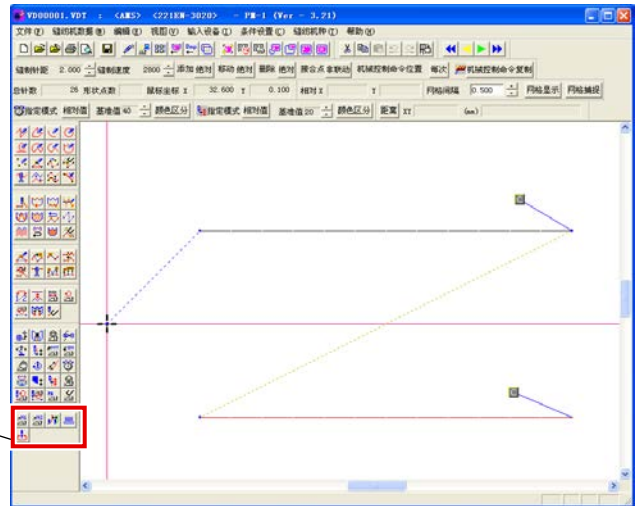 VD00001.VDT : <AMS> <221EN-3020> - PM-1 (Ver - 3.21)
文件(F) 缝纫机数据(M) 编辑(E) 视图(V) 输入设备(I) 条件设置(C) 缝纫机种(T) 帮助(H)
缝制针距 2.000 缝制速度 2800 添加 绝对 移动 绝对 删除 绝对 接合点 非联动 机械控制命令位置 每次 机械控制命令复制
总针数 26 形状点数 鼠标坐标 X 32.600 Y 0.100 相对 X Y 网格间隔 0.500 网格显示 网格捕捉
指定模式 相对值 基准值 40 颜色区分 指定模式 相对值 基准值 20 颜色区分 距离 XY (mm)